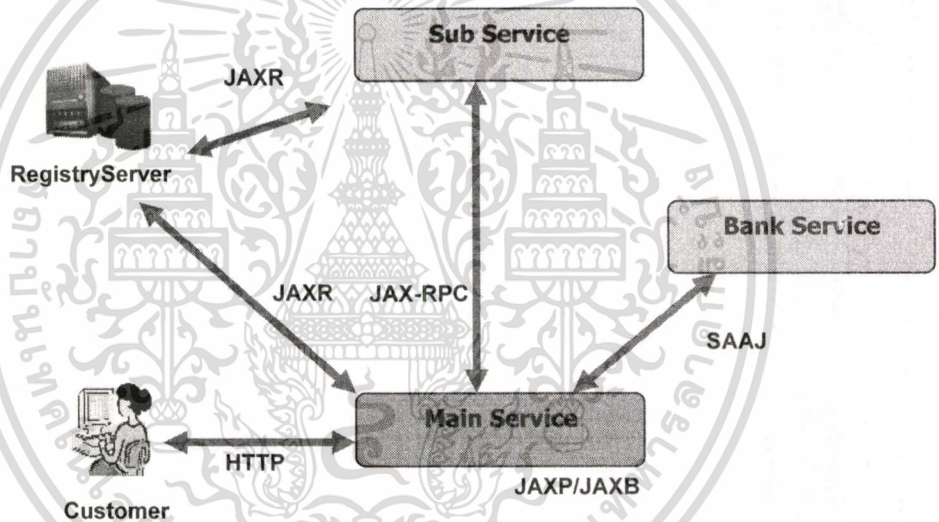 Sub Service
JAXR
RegistryServer
Bank Service
JAXR
JAX-RPC
SAAJ
Main Service
HTTP
JAXP/JAXB
Customer